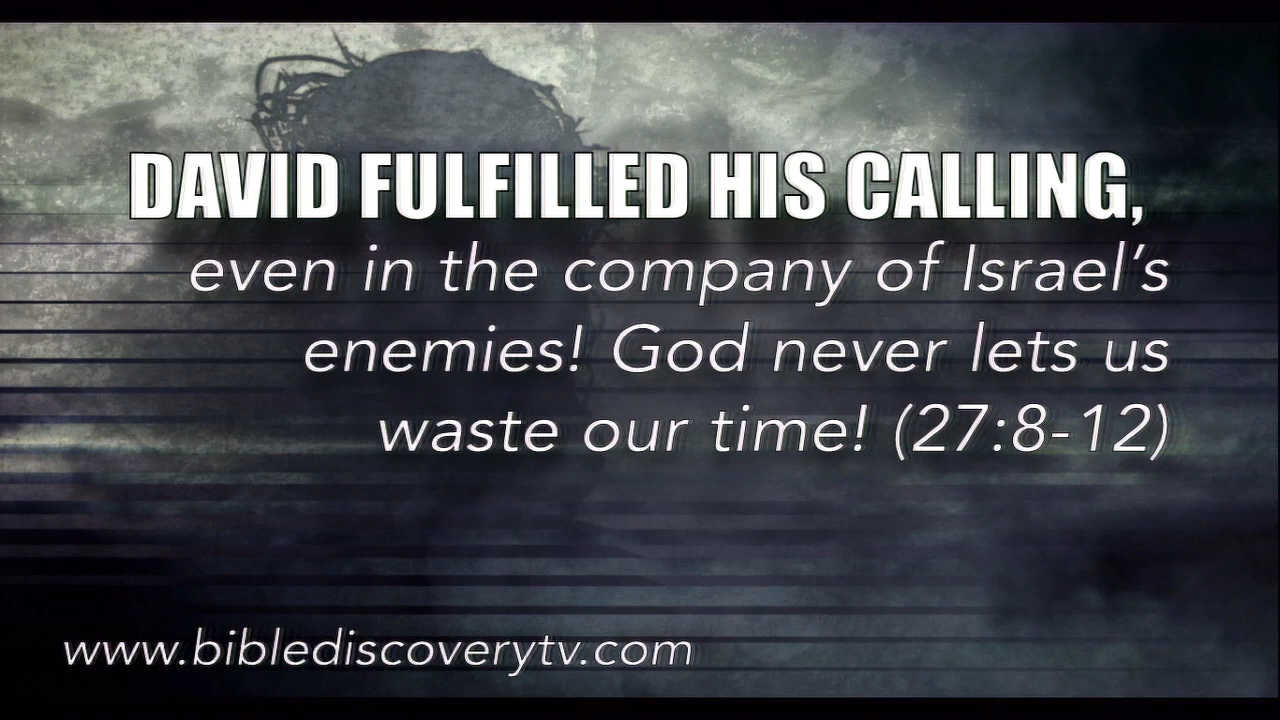 DAVID FULFILLED HIS CALLING,
even in the company of Israel's
enemies! God never lets us
waste our time! (27:8-12)
www.biblediscoverytv.com